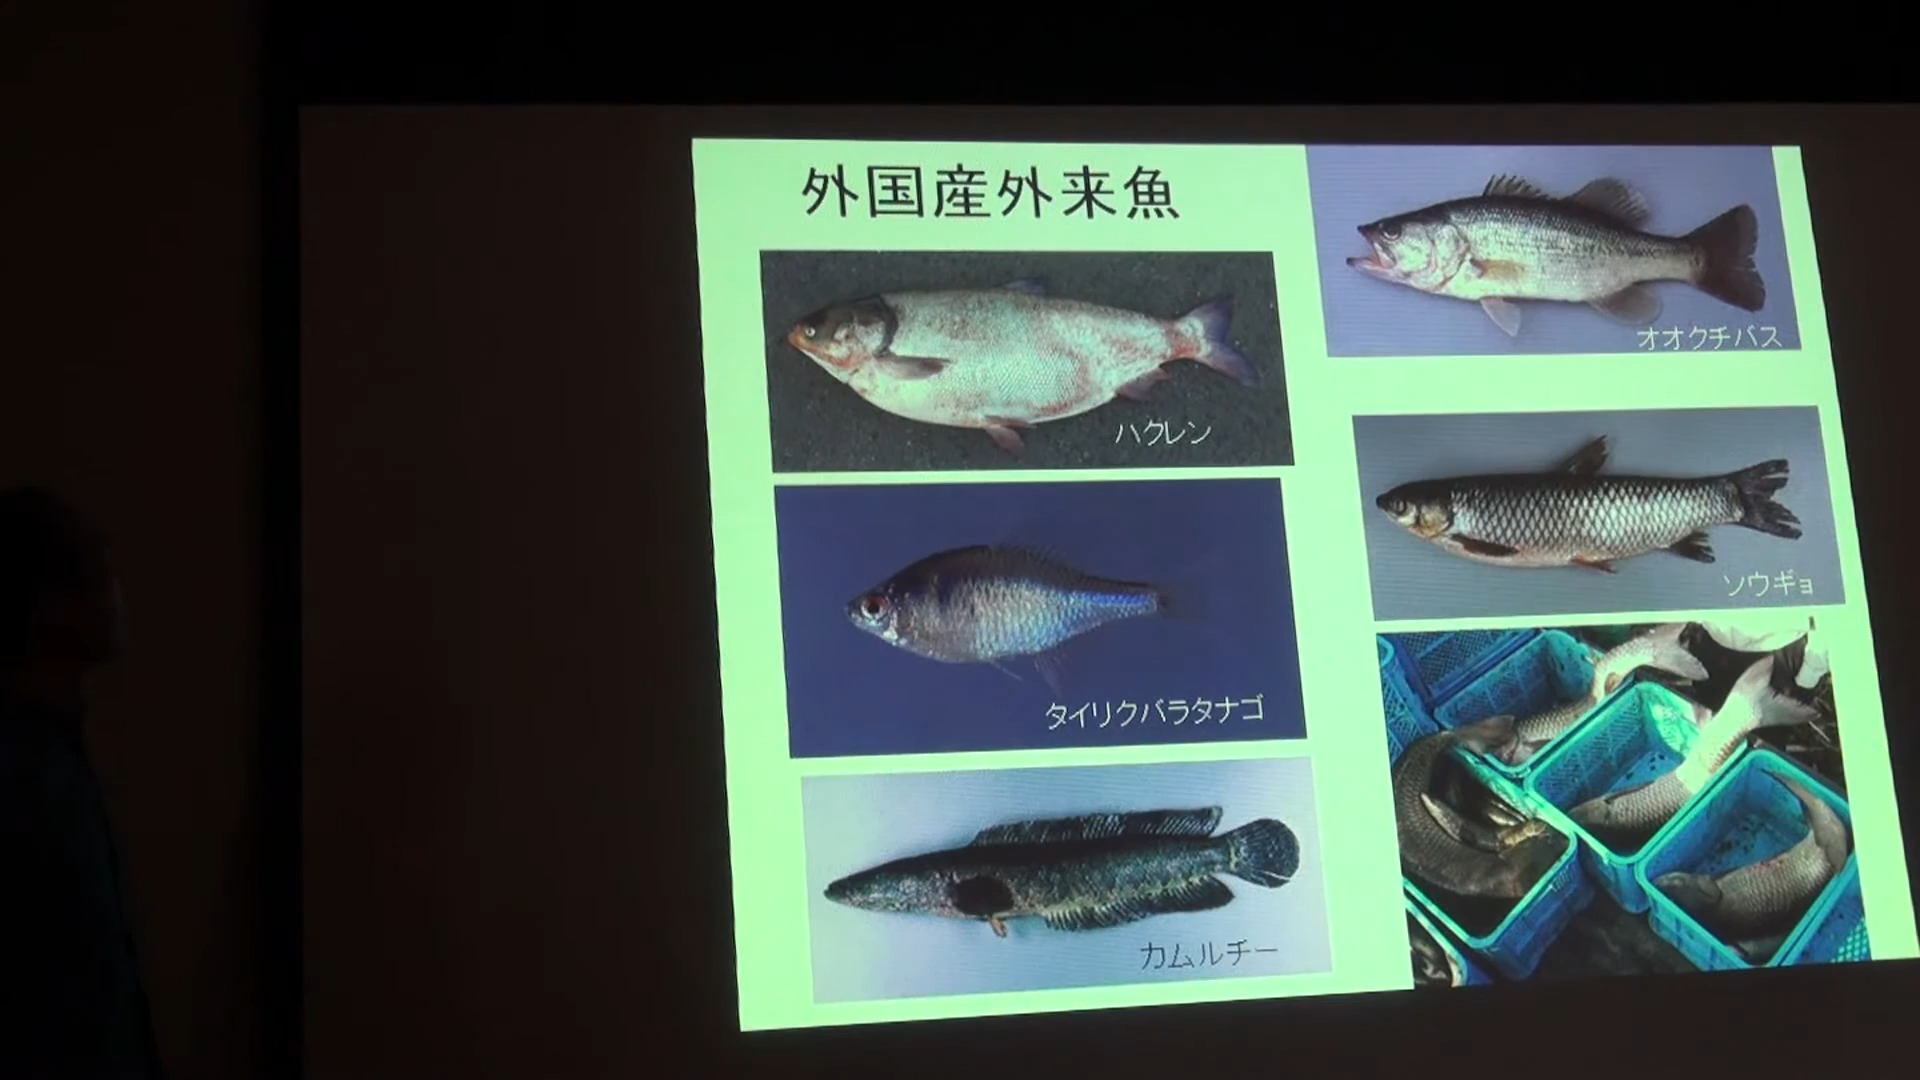 外国産外来魚
ハクレン
タイリクバラタナゴ
カムルチー
オオクチバス
ソウギョ